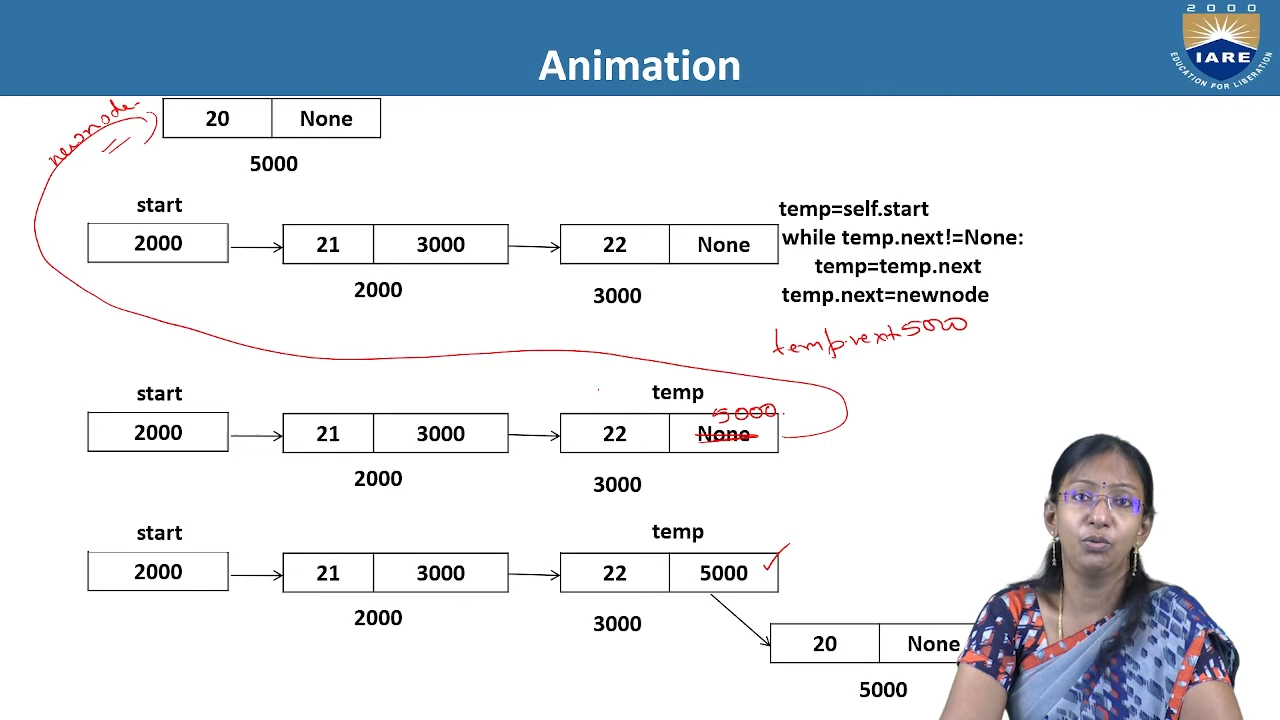 2000
IARE
EDUCATION FOR LIBERATION
Animation
newnode
20 None
5000
start
2000 21 3000 22 None
2000 3000
temp=self.start
while temp.next!=None:
temp=temp.next
temp.next=newnode
temp.next 5000
start temp
5000
2000 21 3000 22 None
2000 3000
start temp
2000 21 3000 22 5000
2000 3000
20 None
5000